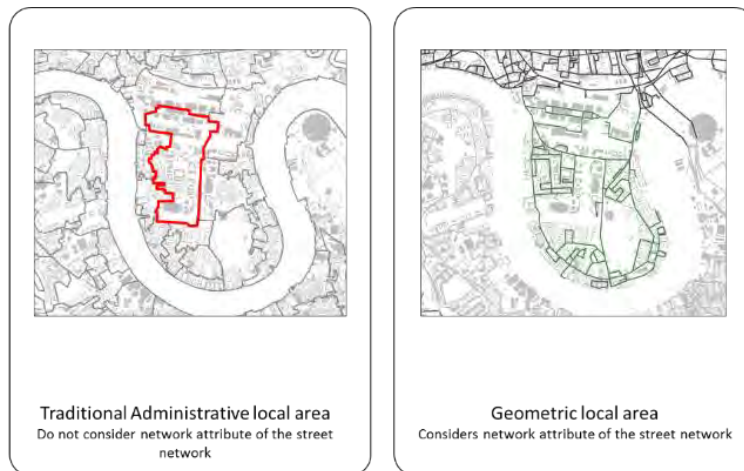 Traditional Administrative local area
Do not consider network attribute of the street
network
Geometric local area
Considers network attribute of the street network